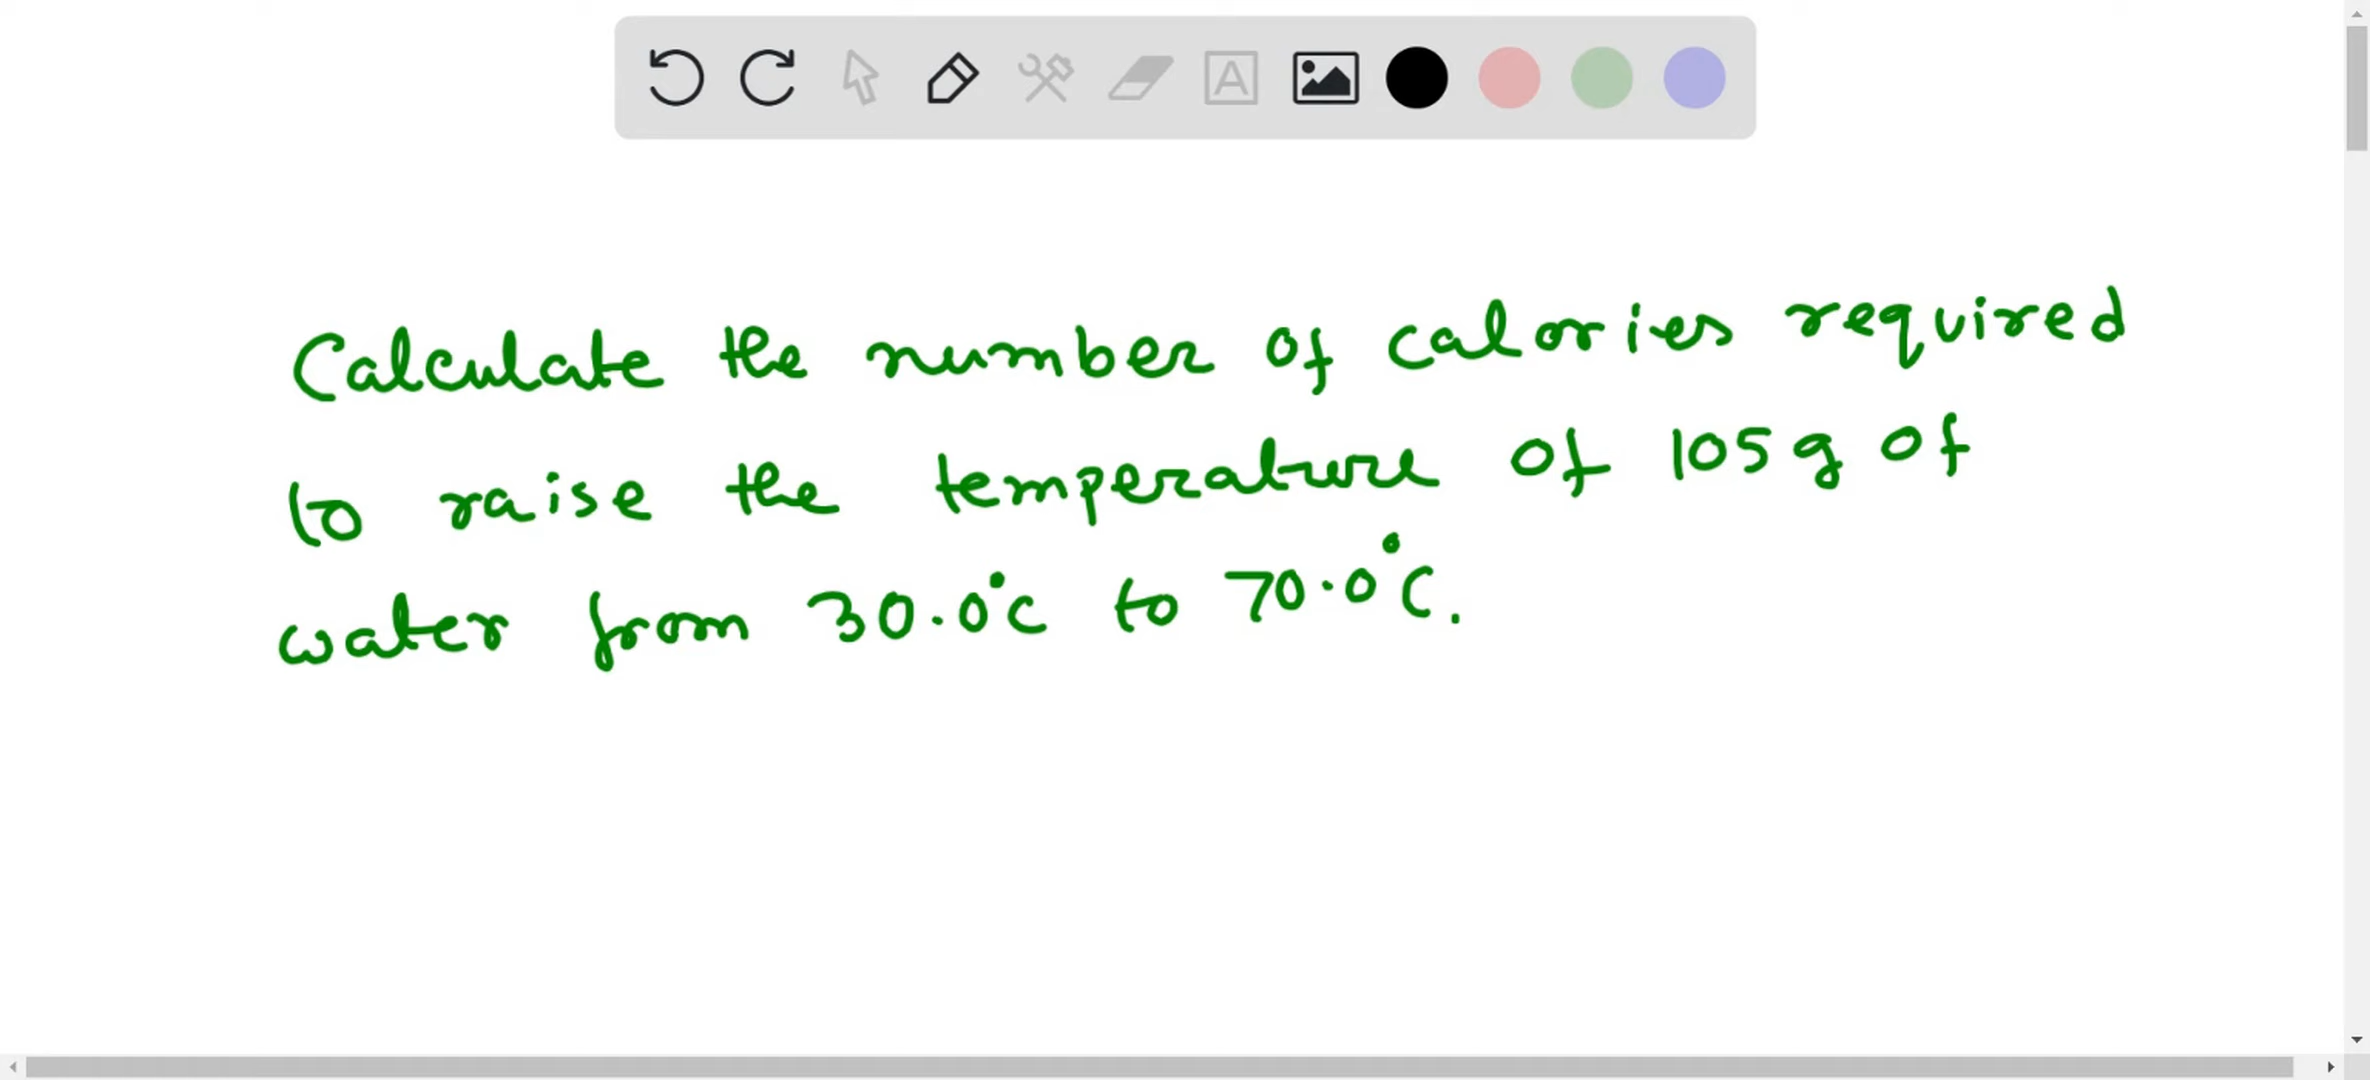 A
Calculate the number of calories required
to raise the temperature of 105 g of
water from 30.0°C to 70.0°C.